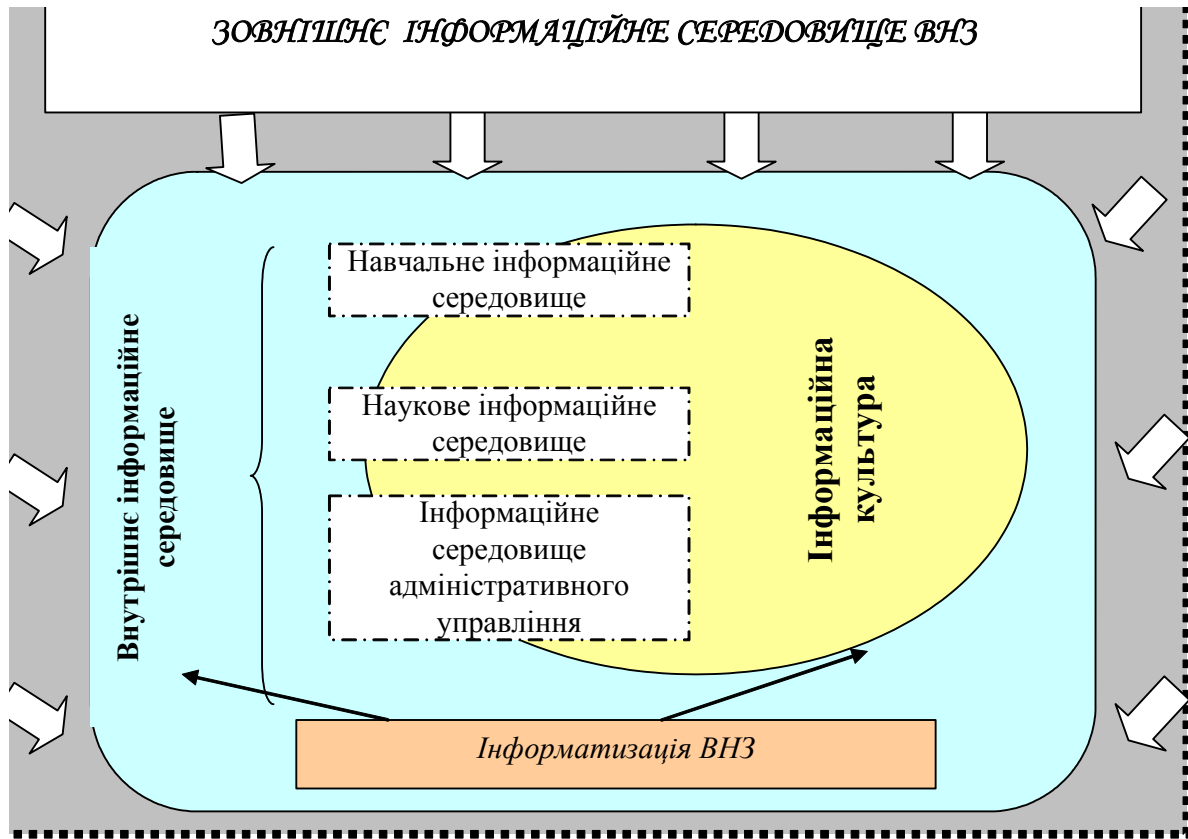 ЗОВНІШНЄ ІНФОРМАЦІЙНЕ СЕРЕДОВИЩЕ ВНЗ
Внутрішнє інформаційне
середовище
Навчальне інформаційне
середовище
Наукове інформаційне
середовище
Інформаційне
середовище
адміністративного
управління
Інформаційна
культура
Інформатизація ВНЗ